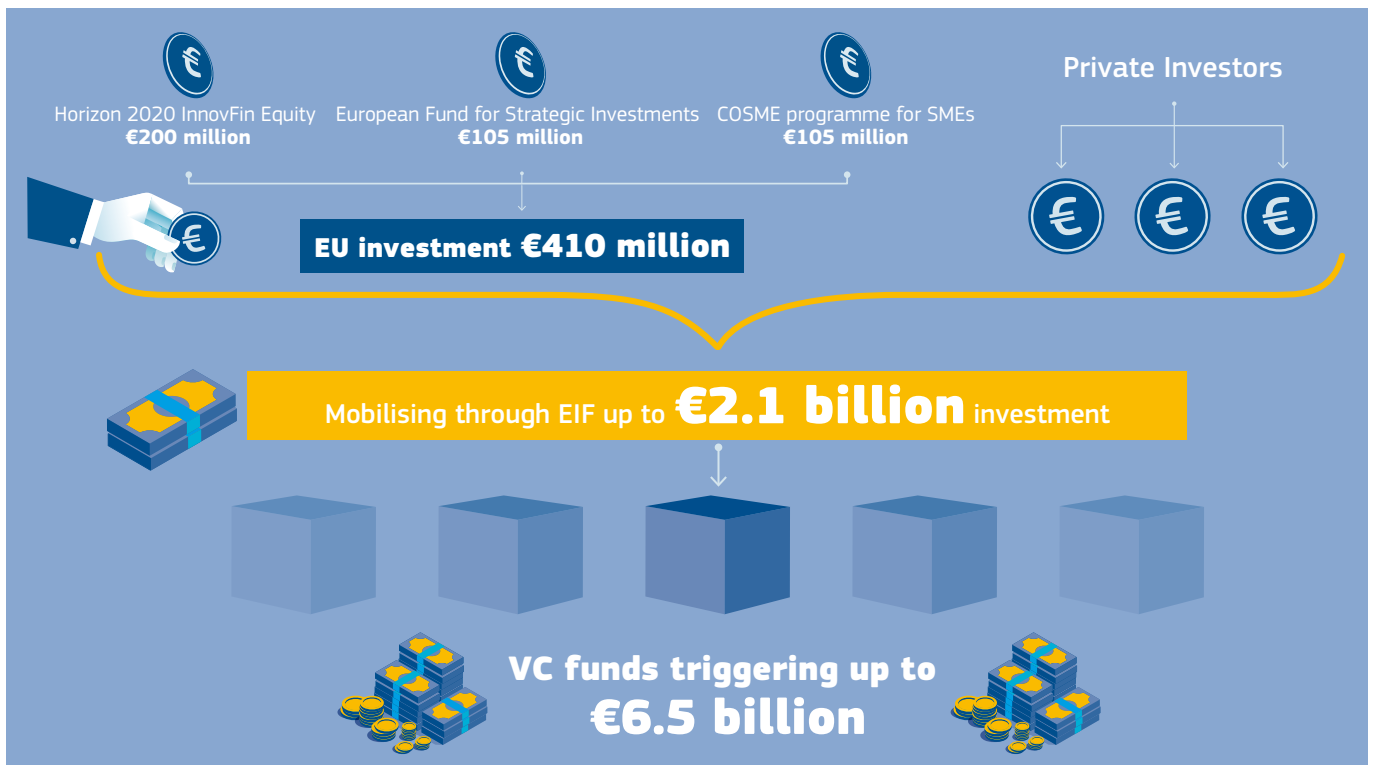 Horizon 2020 InnovFin Equity
€200 million
European Fund for Strategic Investments
€105 million
COSME programme for SMEs
€105 million
Private Investors
€
€
€
€
€
€
€
EU investment €410 million
Mobilising through EIF up to €2.1 billion investment
VC funds triggering up to
€6.5 billion